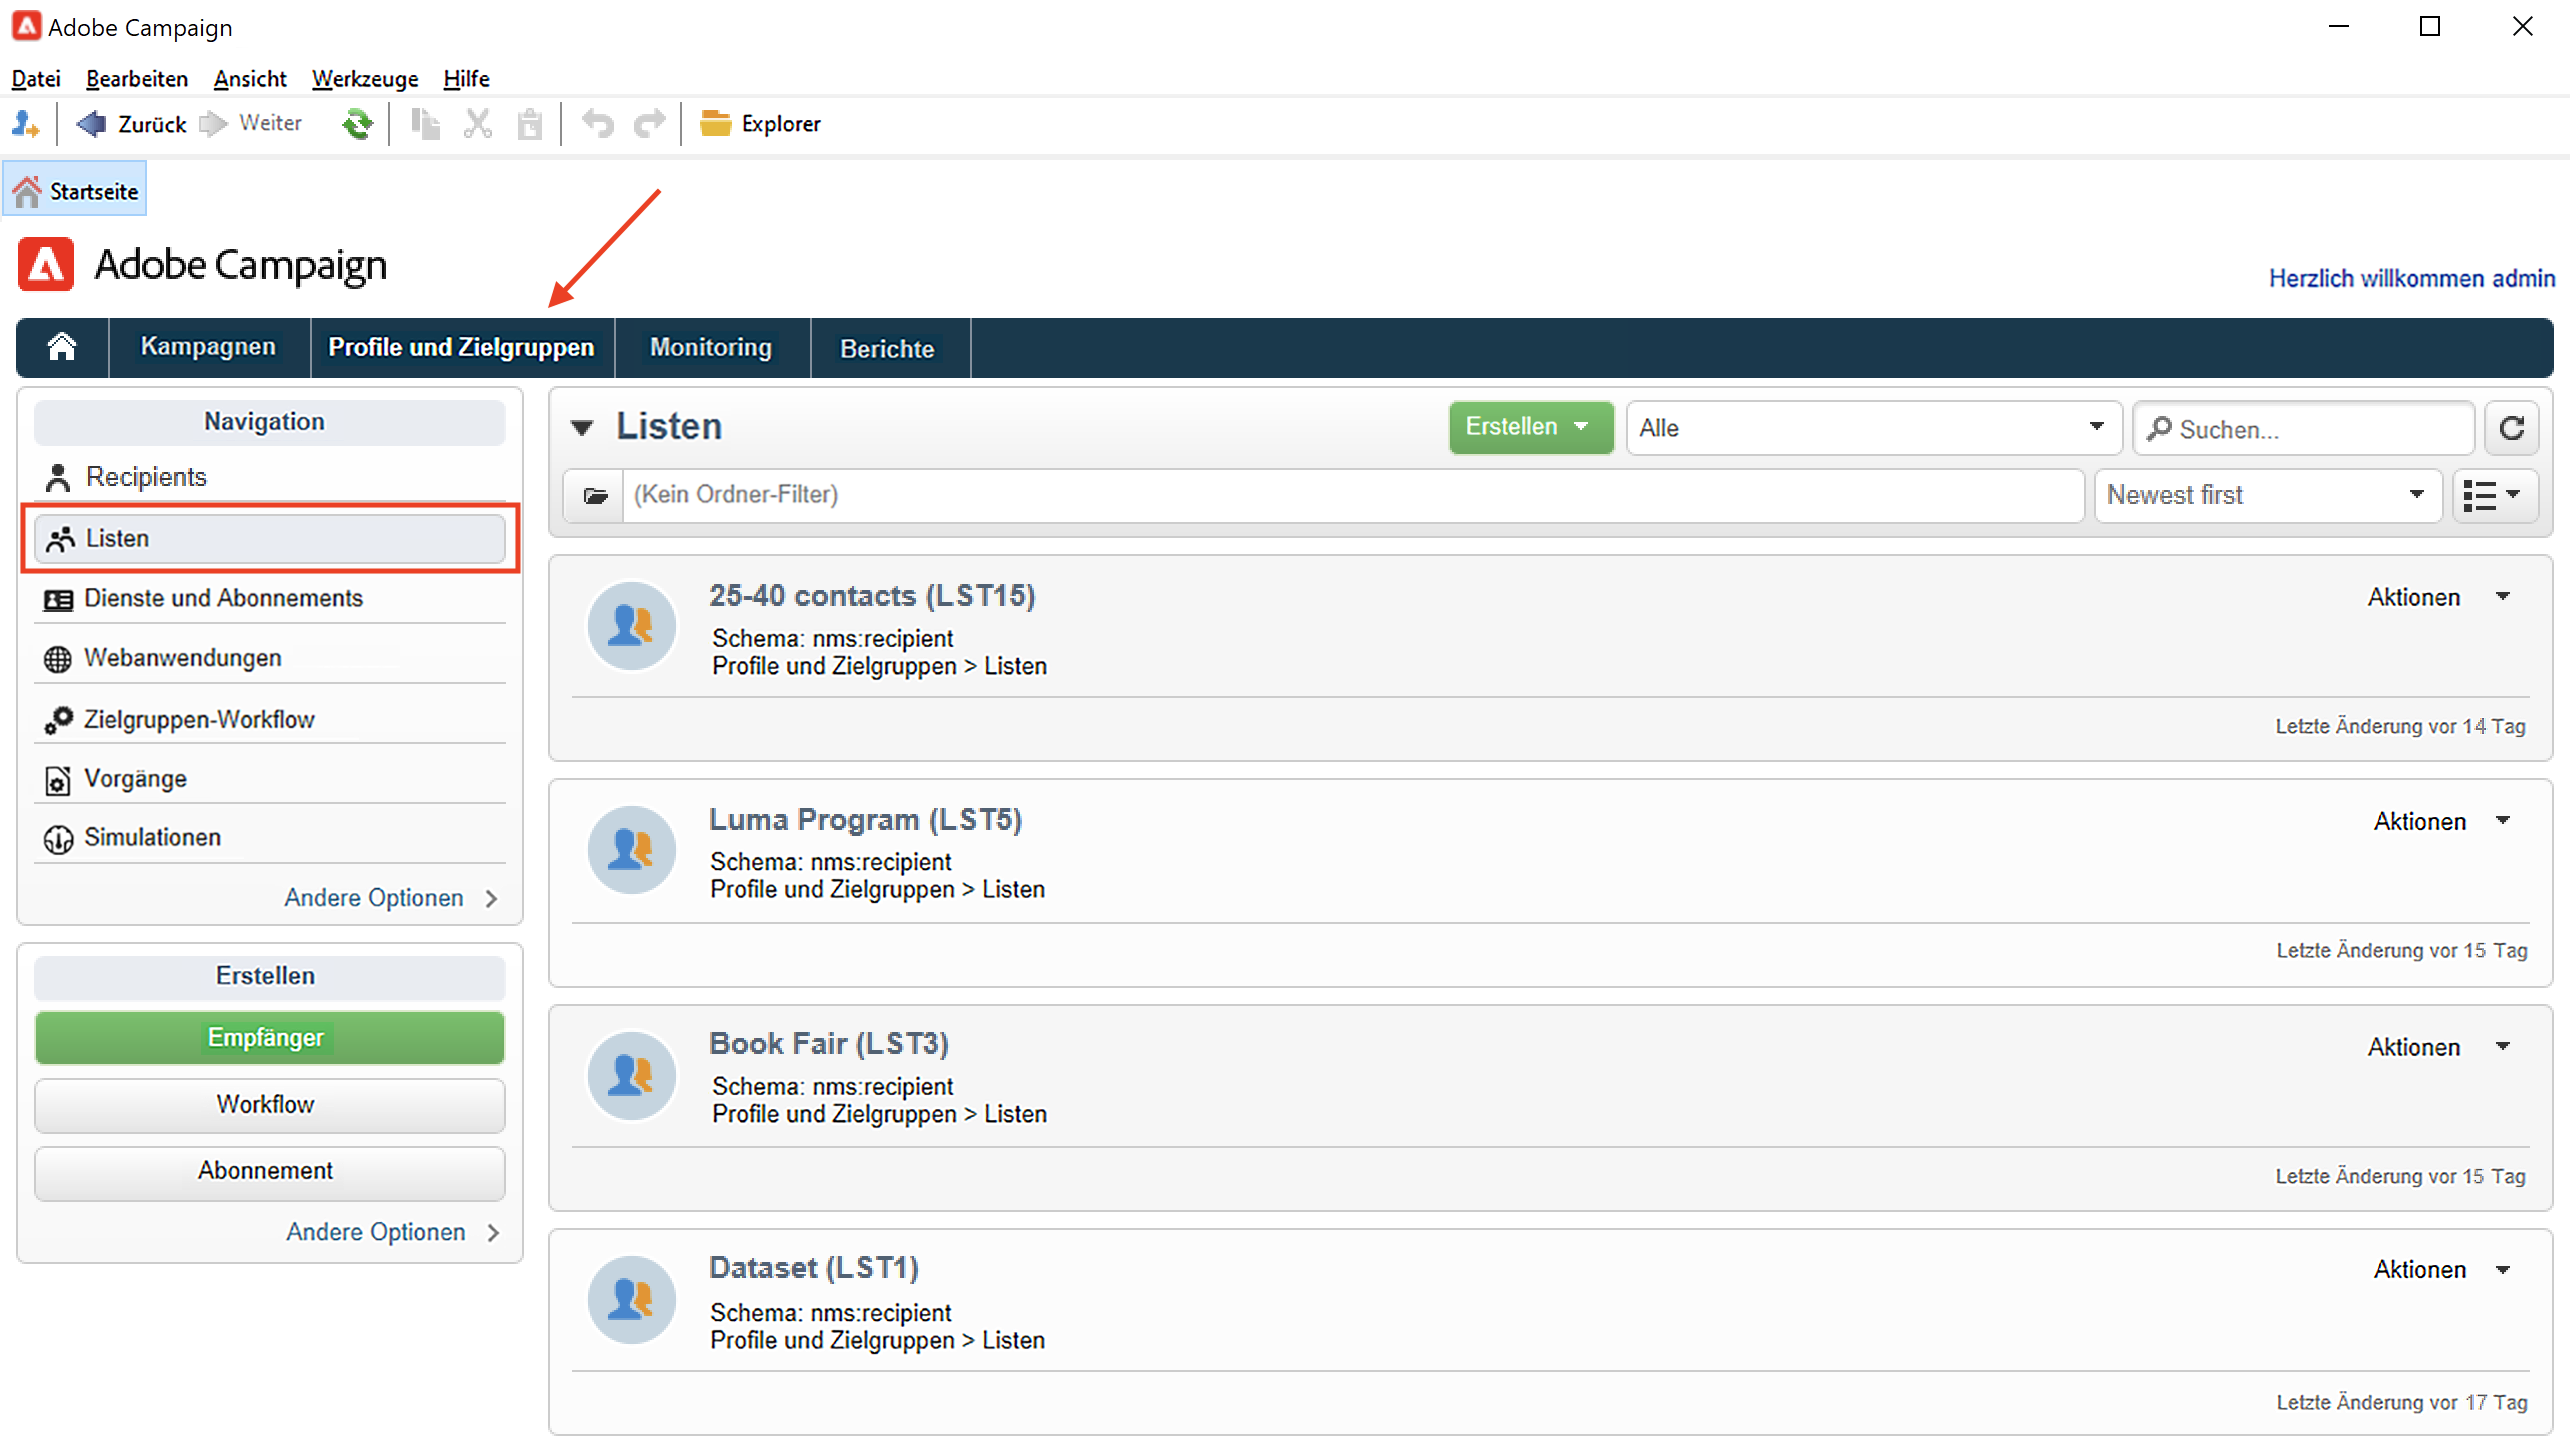 Adobe Campaign
Datei Bearbeiten Ansicht Werkzeuge Hilfe
Zurück Weiter Explorer
Startseite
Adobe Campaign
Herzlich willkommen admin
Kampagnen Profile und Zielgruppen Monitoring Berichte
Navigation
Recipients
Listen
Dienste und Abonnements
Webanwendungen
Zielgruppen-Workflow
Vorgänge
Simulationen
Andere Optionen
Erstellen
Empfänger
Workflow
Abonnement
Andere Optionen
Listen Erstellen Alle Suchen...
(Kein Ordner-Filter) Newest first
25-40 contacts (LST15) Aktionen
Schema: nms:recipient
Profile und Zielgruppen > Listen
Letzte Änderung vor 14 Tag
Luma Program (LST5) Aktionen
Schema: nms:recipient
Profile und Zielgruppen > Listen
Letzte Änderung vor 15 Tag
Book Fair (LST3) Aktionen
Schema: nms:recipient
Profile und Zielgruppen > Listen
Letzte Änderung vor 15 Tag
Dataset (LST1) Aktionen
Schema: nms:recipient
Profile und Zielgruppen > Listen
Letzte Änderung vor 17 Tag